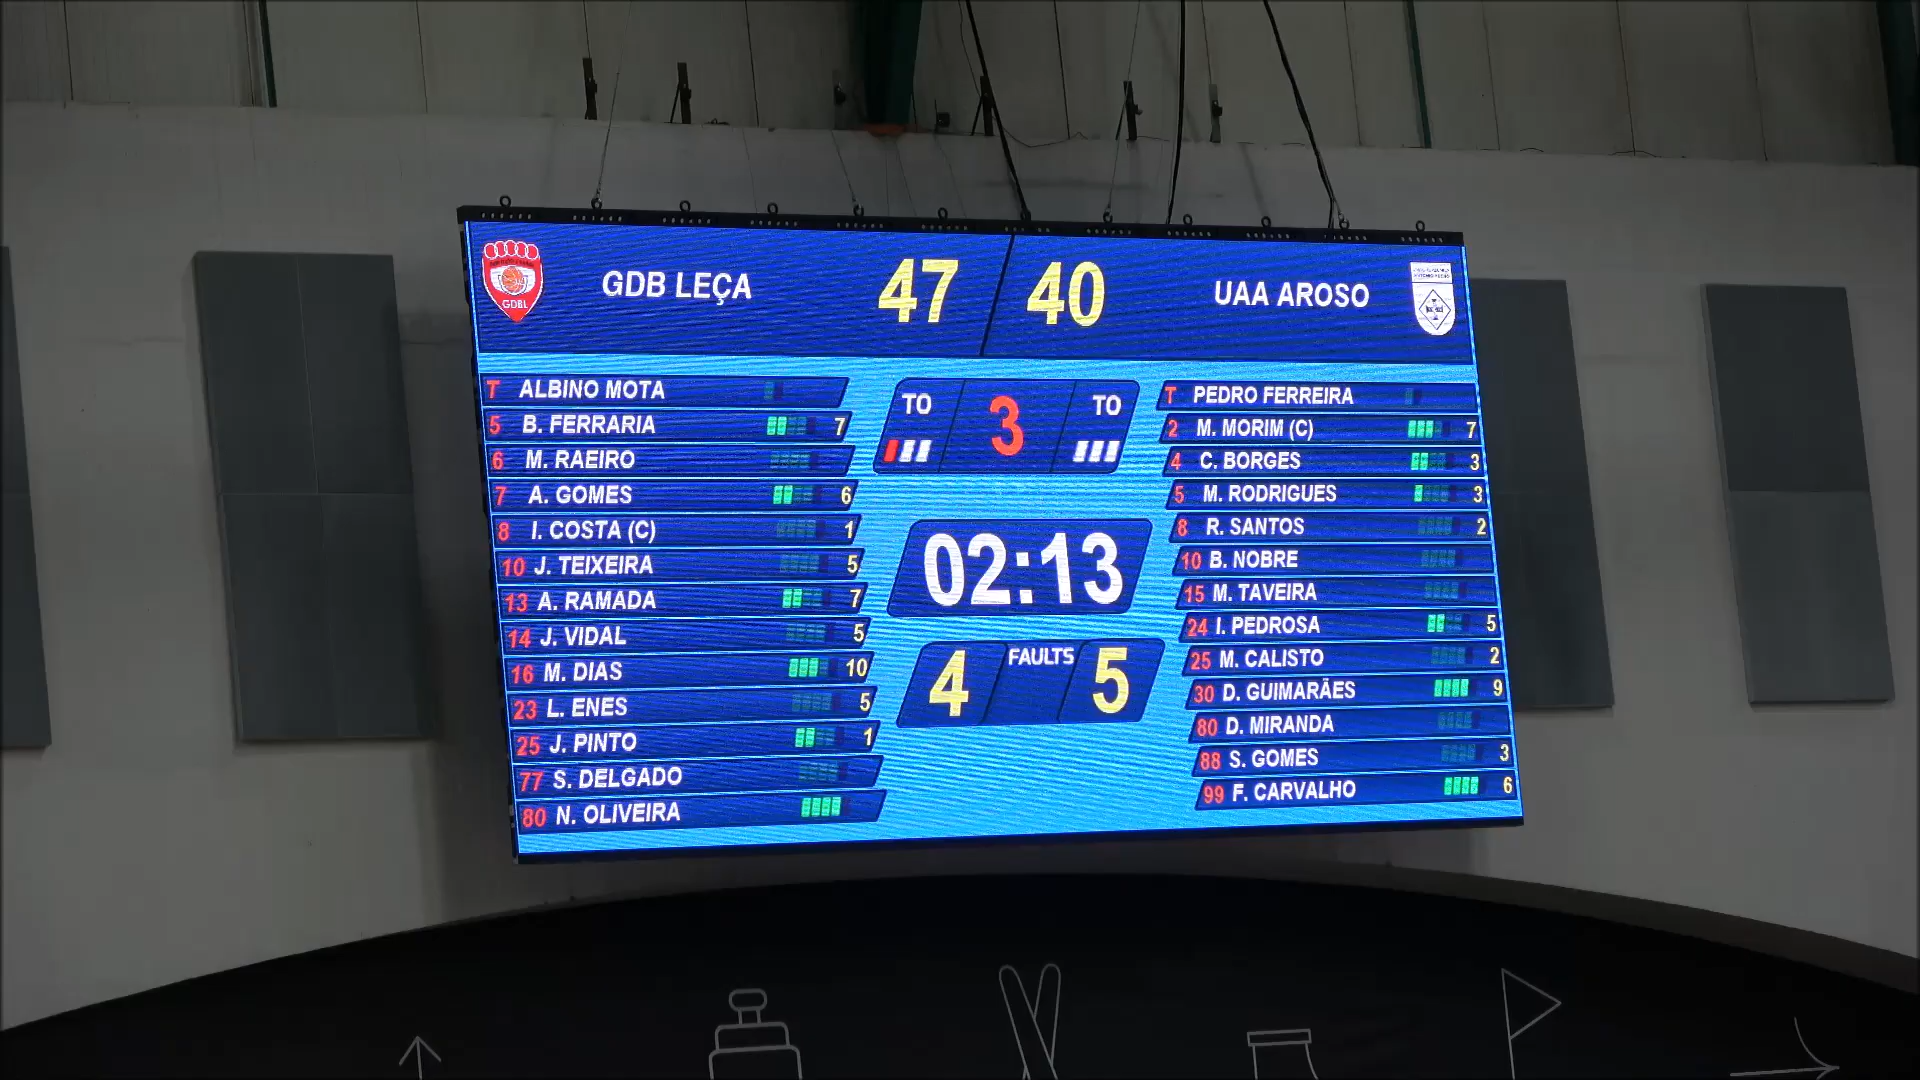 GDB LEÇA 47 40 UAA AROSO
GDBL
T ALBINO MOTA
5 B. FERRARIA 7
6 M. RAEIRO
7 A. GOMES 6
8 I. COSTA (C) 1
10 J. TEIXEIRA 5
13 A. RAMADA 7
14 J. VIDAL 5
16 M. DIAS 10
23 L. ENES 5
25 J. PINTO 1
77 S. DELGADO
80 N. OLIVEIRA
TO 3 TO
02:13
4 FAULTS 5
T PEDRO FERREIRA
2 M. MORIM (C) 7
4 C. BORGES 3
5 M. RODRIGUES 3
8 R. SANTOS 2
10 B. NOBRE
15 M. TAVEIRA
24 I. PEDROSA 5
25 M. CALISTO 2
30 D. GUIMARÃES 9
80 D. MIRANDA
88 S. GOMES 3
99 F. CARVALHO 6